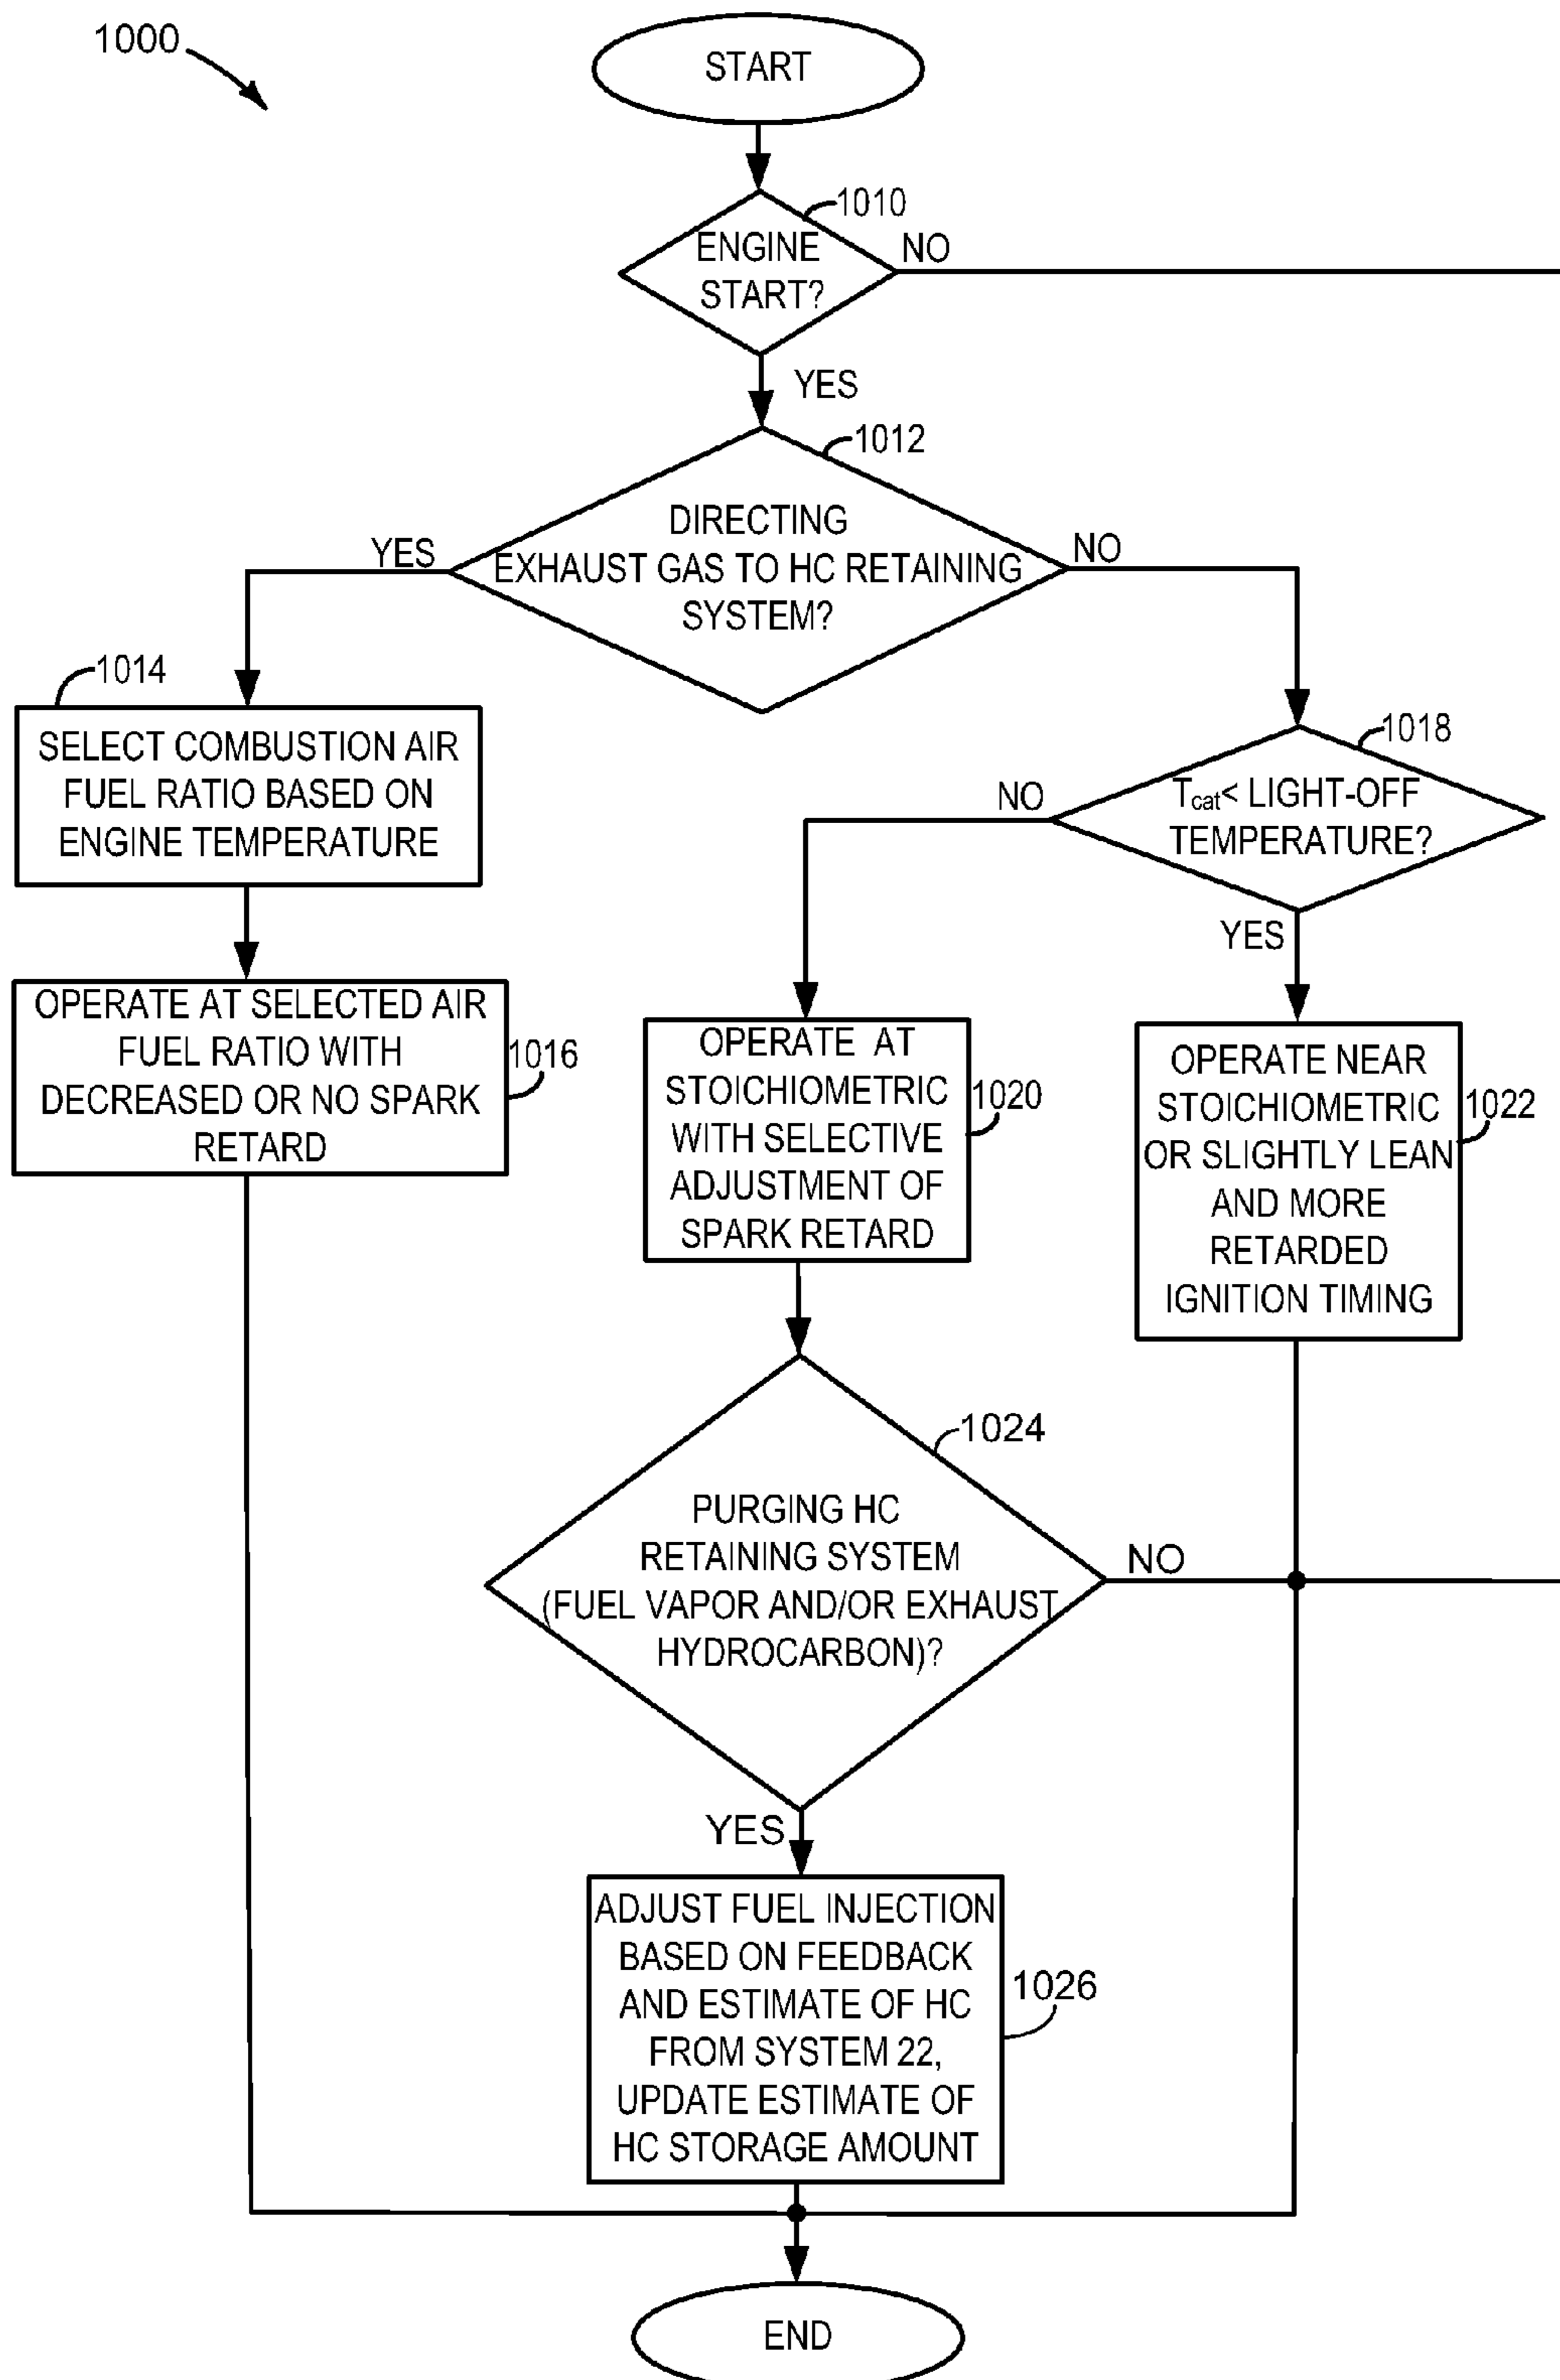 1000
START
1010
ENGINE
START?
NO
YES
1012
DIRECTING
EXHAUST GAS TO HC RETAINING
SYSTEM?
YES
NO
1014
SELECT COMBUSTION AIR
FUEL RATIO BASED ON
ENGINE TEMPERATURE
1018
Tcat< LIGHT-OFF
TEMPERATURE?
NO
YES
OPERATE AT SELECTED AIR
FUEL RATIO WITH
DECREASED OR NO SPARK
RETARD
1016
OPERATE AT
STOICHIOMETRIC
WITH SELECTIVE
ADJUSTMENT OF
SPARK RETARD
1020
OPERATE NEAR
STOICHIOMETRIC
OR SLIGHTLY LEAN
AND MORE
RETARDED
IGNITION TIMING
1022
1024
PURGING HC
RETAINING SYSTEM
(FUEL VAPOR AND/OR EXHAUST
HYDROCARBON)?
NO
YES
ADJUST FUEL INJECTION
BASED ON FEEDBACK
AND ESTIMATE OF HC
FROM SYSTEM 22,
UPDATE ESTIMATE OF
HC STORAGE AMOUNT
1026
END